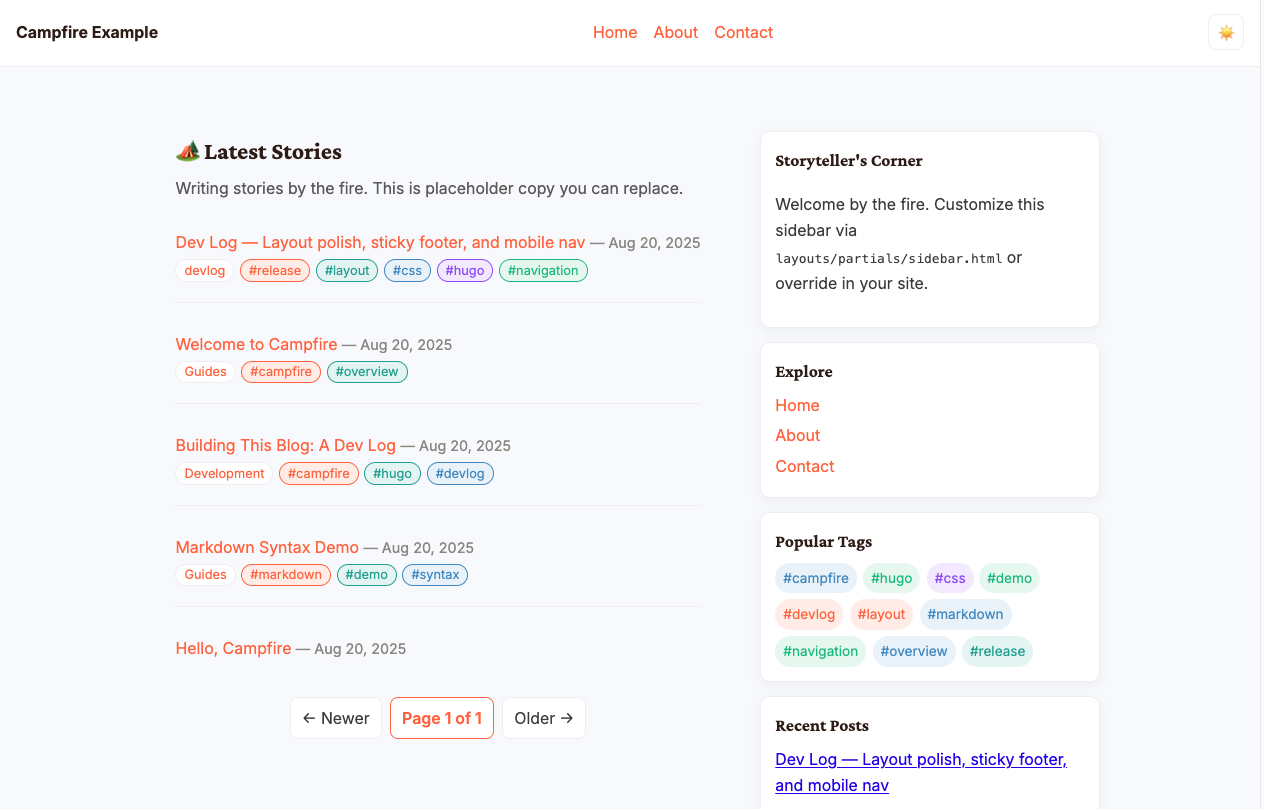 Campfire Example
Home About Contact
Latest Stories
Writing stories by the fire. This is placeholder copy you can replace.
Dev Log — Layout polish, sticky footer, and mobile nav — Aug 20, 2025
devlog #release #layout #css #hugo #navigation
Welcome to Campfire — Aug 20, 2025
Guides #campfire #overview
Building This Blog: A Dev Log — Aug 20, 2025
Development #campfire #hugo #devlog
Markdown Syntax Demo — Aug 20, 2025
Guides #markdown #demo #syntax
Hello, Campfire — Aug 20, 2025
← Newer Page 1 of 1 Older →
Storyteller's Corner
Welcome by the fire. Customize this
sidebar via
layouts/partials/sidebar.html or
override in your site.
Explore
Home
About
Contact
Popular Tags
#campfire #hugo #css #demo
#devlog #layout #markdown
#navigation #overview #release
Recent Posts
Dev Log — Layout polish, sticky footer,
and mobile nav